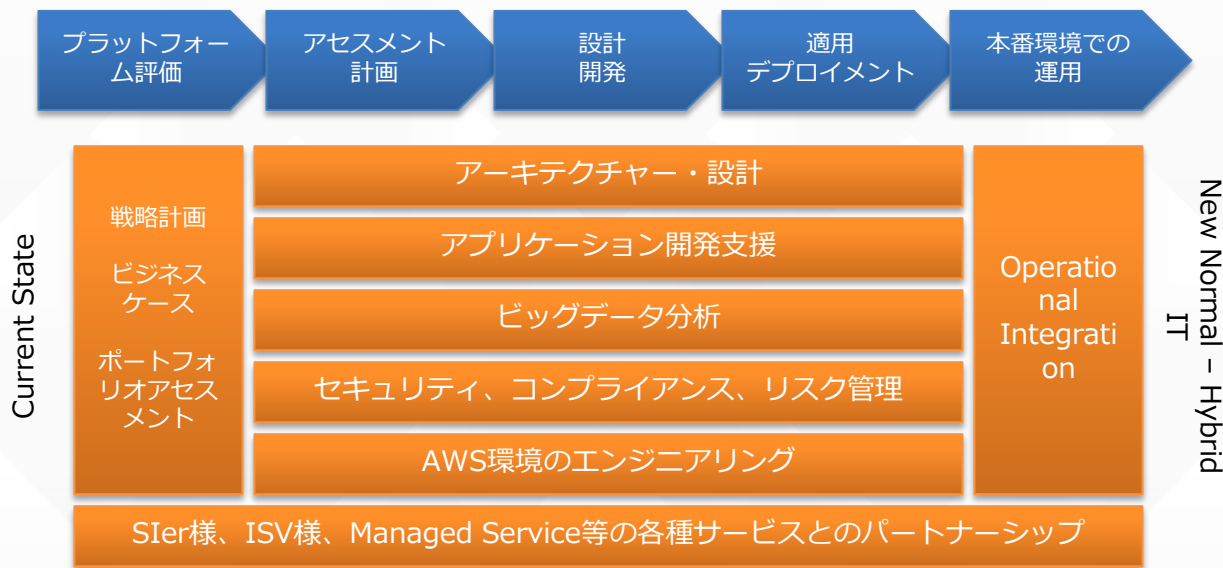 プラットフォー
ム評価
アセスメント
計画
設計
開発
適用
デプロイメント
本番環境での
運用
Current State
戦略計画
ビジネス
ケース
ポートフォ
リオアセス
メント
アーキテクチャー・設計
アプリケーション開発支援
ビッグデータ分析
セキュリティ、コンプライアンス、リスク管理
AWS環境のエンジニアリング
Operatio
nal
Integrati
on
New Normal – Hybrid
IT
SIer様、ISV様、Managed Service等の各種サービスとのパートナーシップ